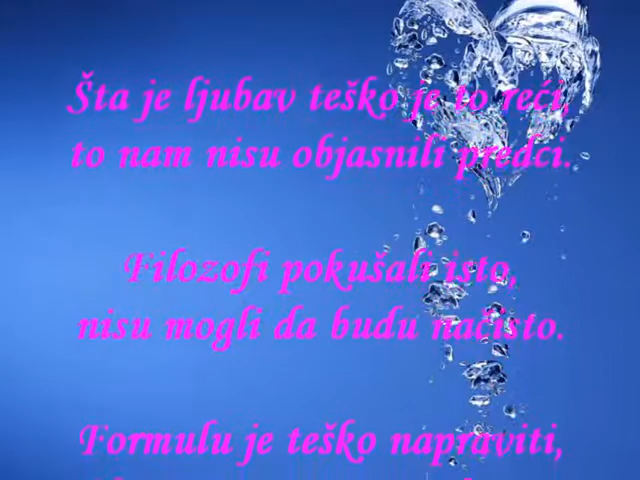 Šta je ljubav teško je to reći,
to nam nisu objasnili predci.
Filozofi pokušali isto,
nisu mogli da budu načisto.
Formulu je teško napraviti,